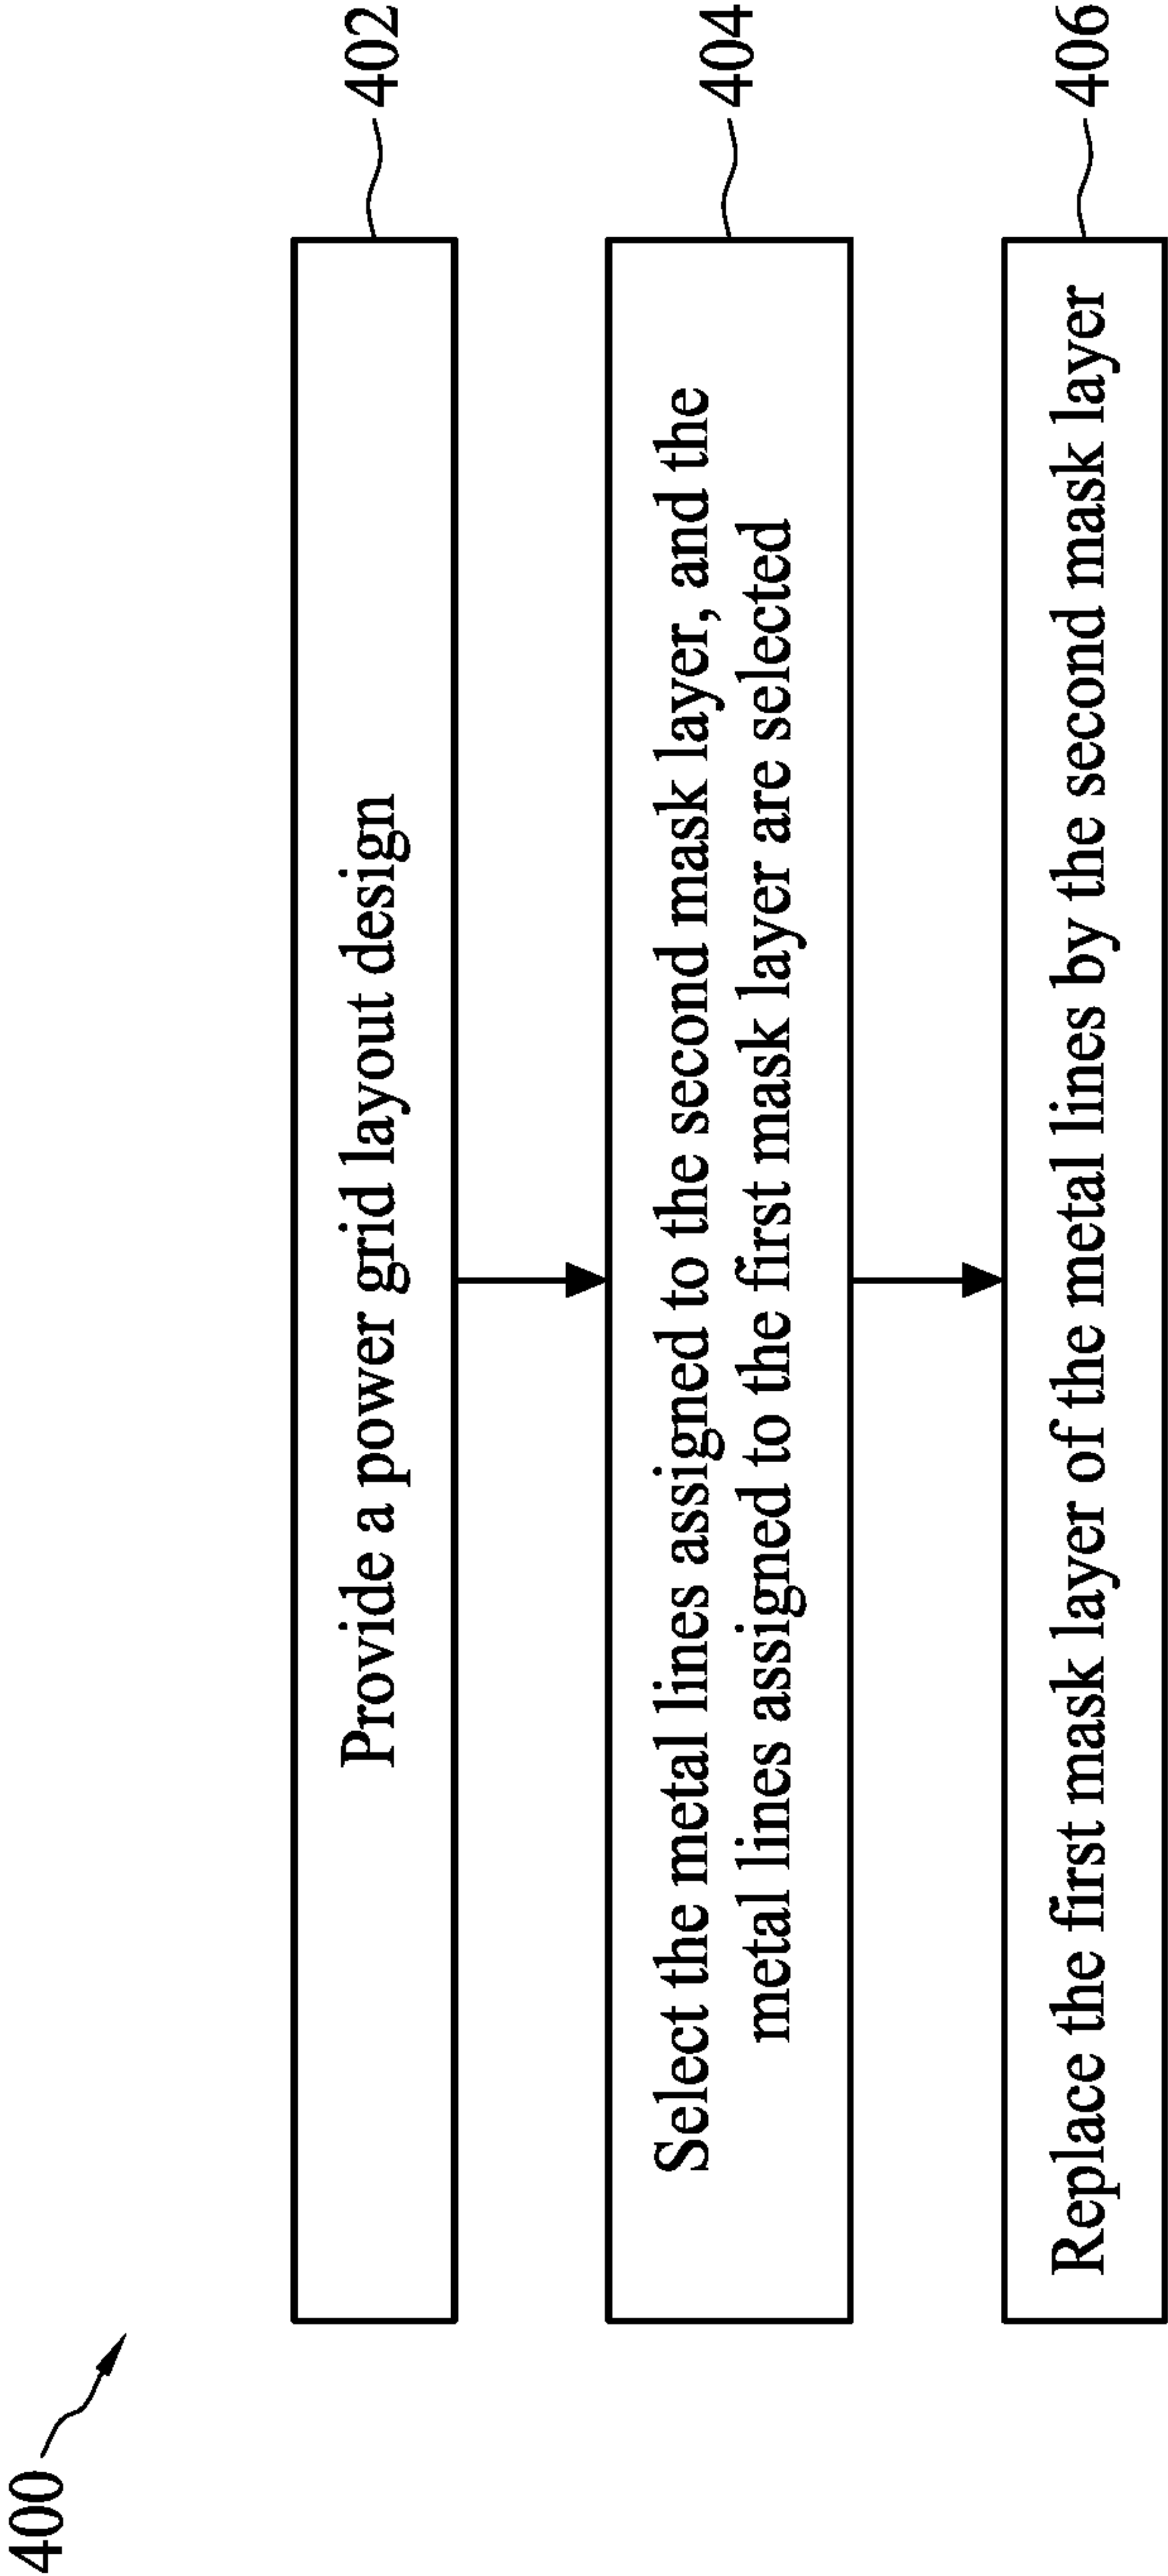 400
Provide a power grid layout design
402
Select the metal lines assigned to the second mask layer, and the
metal lines assigned to the first mask layer are selected
404
Replace the first mask layer of the metal lines by the second mask layer
406